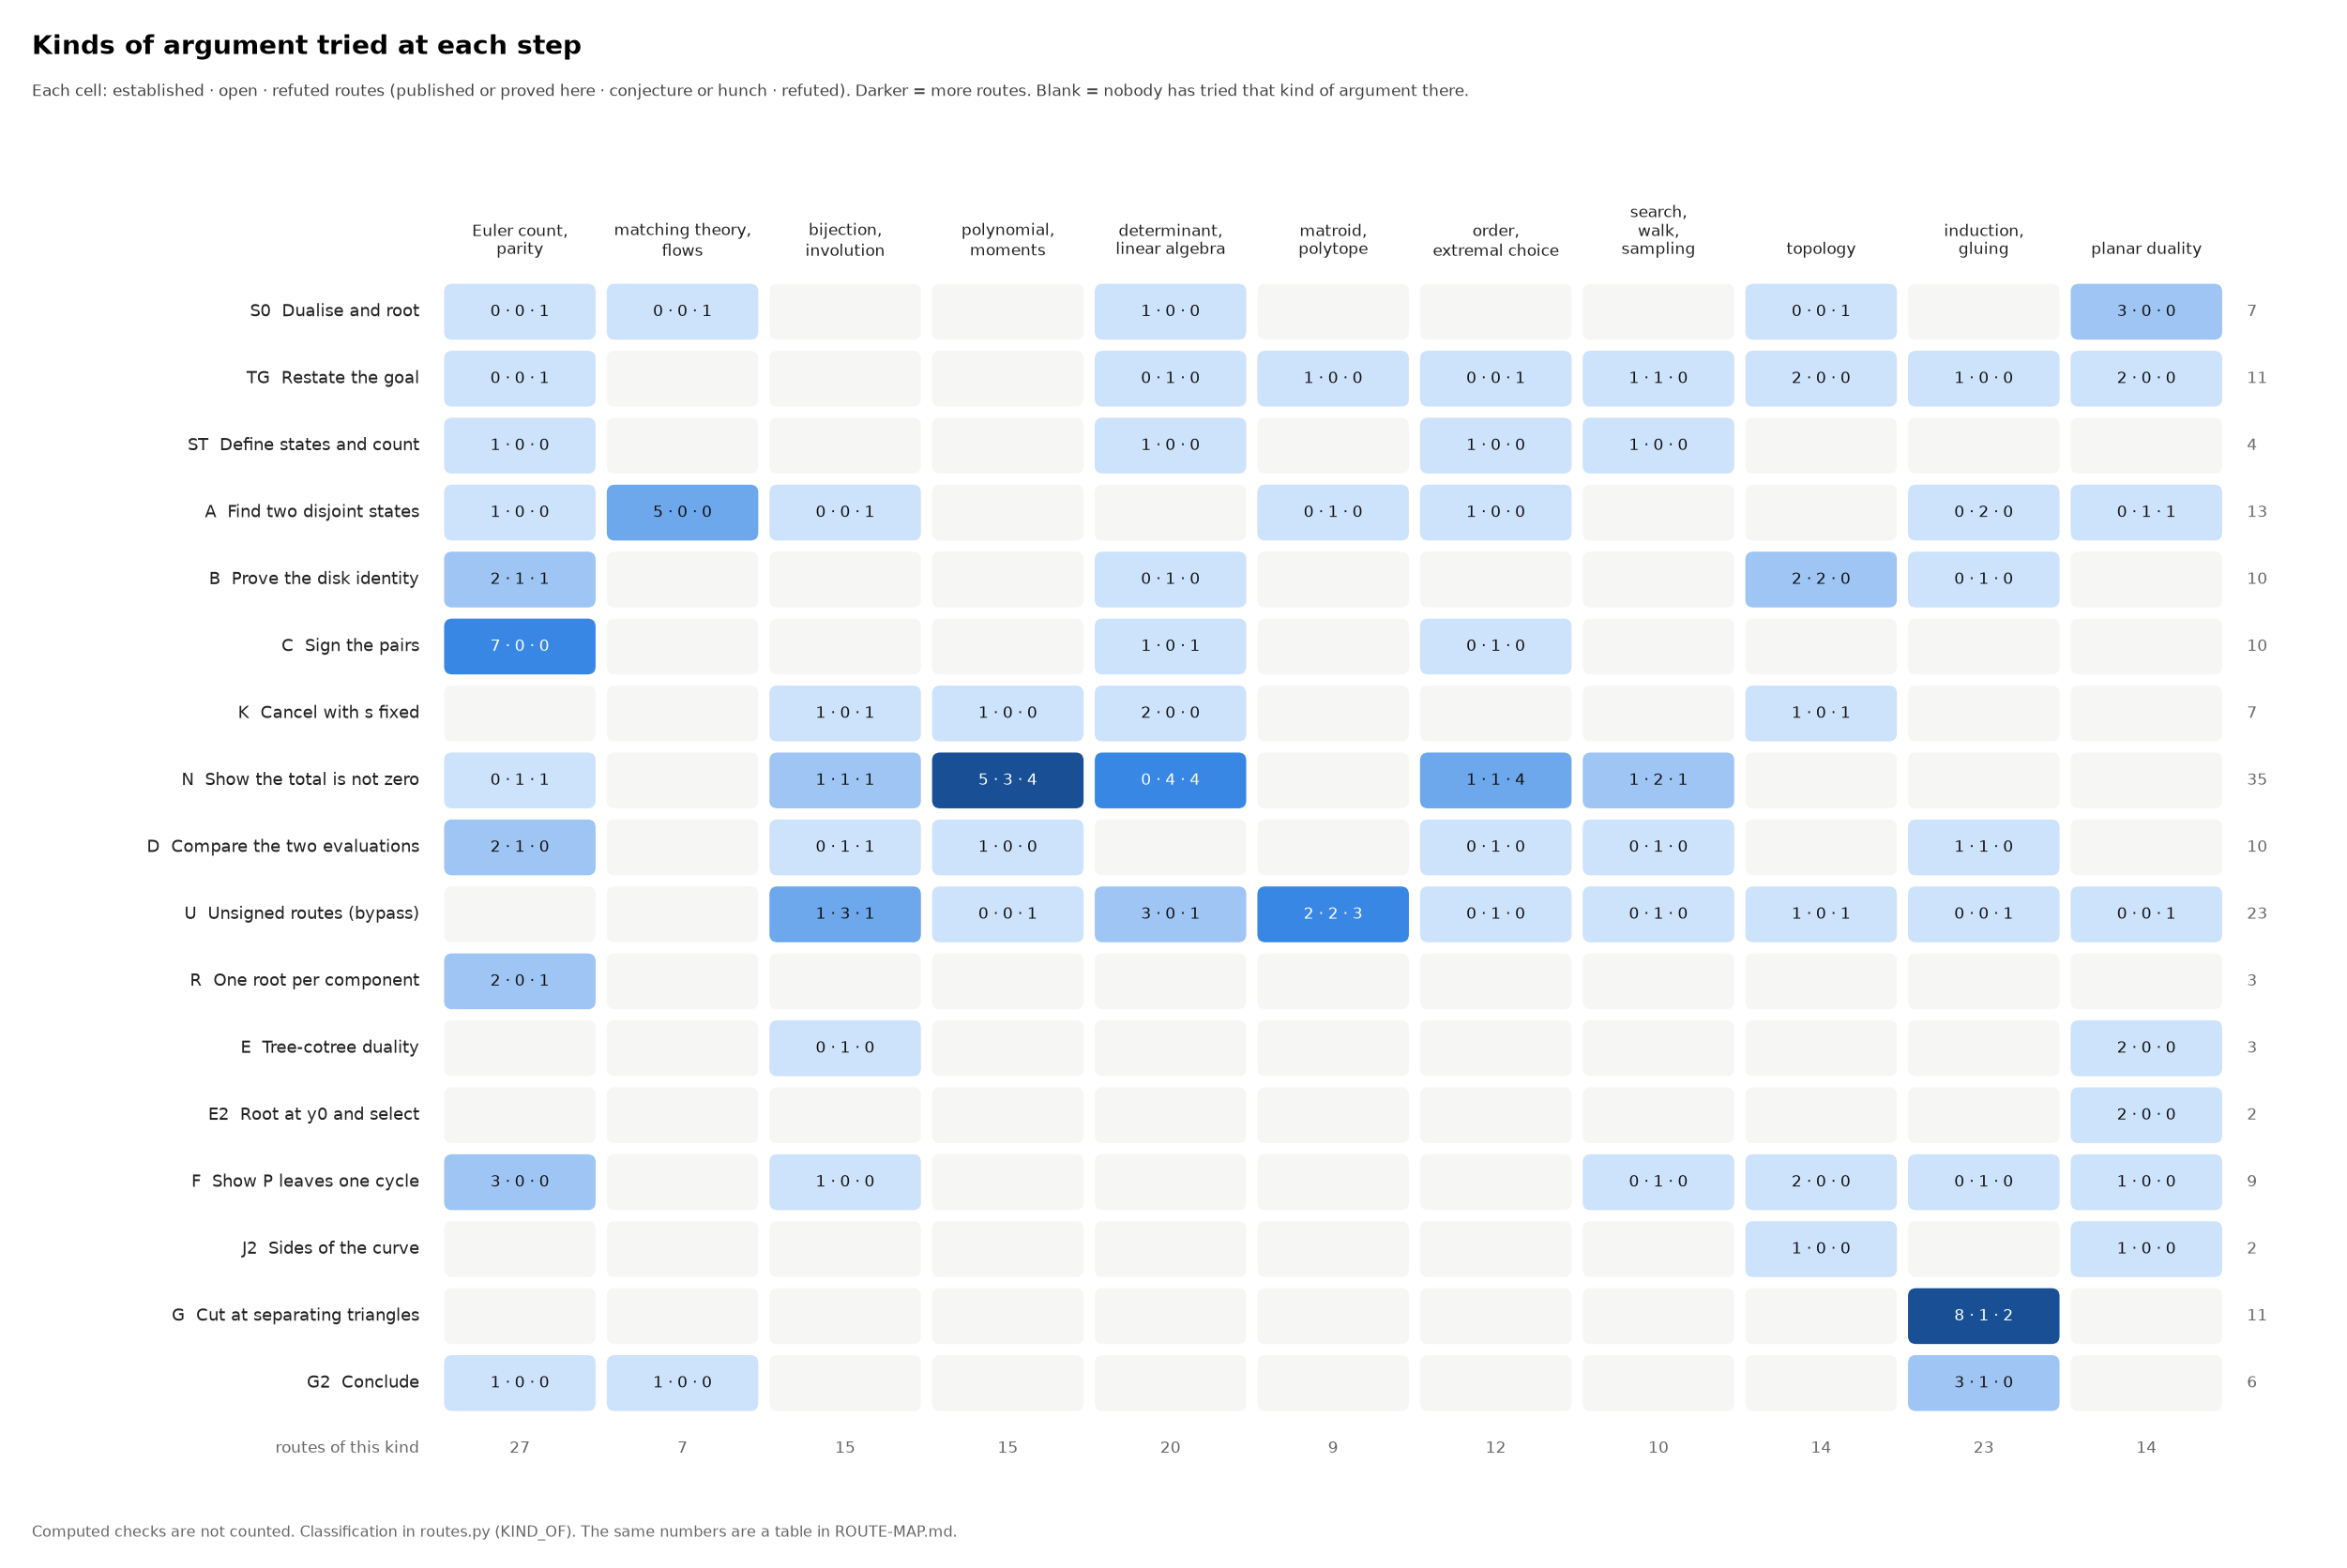 Kinds of argument tried at each step
Each cell: established · open · refuted routes (published or proved here · conjecture or hunch · refuted). Darker = more routes. Blank = nobody has tried that kind of argument there.
Euler count, parity
matching theory, flows
bijection, involution
polynomial, moments
determinant, linear algebra
matroid, polytope
order, extremal choice
search, walk, sampling
topology
induction, gluing
planar duality
S0 Dualise and root 0 · 0 · 1 0 · 0 · 1 1 · 0 · 0 0 · 0 · 1 3 · 0 · 0 7
TG Restate the goal 0 · 0 · 1 0 · 1 · 0 1 · 0 · 0 0 · 0 · 1 1 · 1 · 0 2 · 0 · 0 1 · 0 · 0 2 · 0 · 0 11
ST Define states and count 1 · 0 · 0 1 · 0 · 0 1 · 0 · 0 1 · 0 · 0 4
A Find two disjoint states 1 · 0 · 0 5 · 0 · 0 0 · 0 · 1 0 · 1 · 0 1 · 0 · 0 0 · 2 · 0 0 · 1 · 1 13
B Prove the disk identity 2 · 1 · 1 0 · 1 · 0 2 · 2 · 0 0 · 1 · 0 10
C Sign the pairs 7 · 0 · 0 1 · 0 · 1 0 · 1 · 0 10
K Cancel with s fixed 1 · 0 · 1 1 · 0 · 0 2 · 0 · 0 1 · 0 · 1 7
N Show the total is not zero 0 · 1 · 1 1 · 1 · 1 5 · 3 · 4 0 · 4 · 4 1 · 1 · 4 1 · 2 · 1 35
D Compare the two evaluations 2 · 1 · 0 0 · 1 · 1 1 · 0 · 0 0 · 1 · 0 0 · 1 · 0 1 · 1 · 0 10
U Unsigned routes (bypass) 1 · 3 · 1 0 · 0 · 1 3 · 0 · 1 2 · 2 · 3 0 · 1 · 0 0 · 1 · 0 1 · 0 · 1 0 · 0 · 1 0 · 0 · 1 23
R One root per component 2 · 0 · 1 3
E Tree-cotree duality 0 · 1 · 0 2 · 0 · 0 3
E2 Root at y0 and select 2 · 0 · 0 2
F Show P leaves one cycle 3 · 0 · 0 1 · 0 · 0 0 · 1 · 0 2 · 0 · 0 0 · 1 · 0 1 · 0 · 0 9
J2 Sides of the curve 1 · 0 · 0 1 · 0 · 0 2
G Cut at separating triangles 8 · 1 · 2 11
G2 Conclude 1 · 0 · 0 1 · 0 · 0 3 · 1 · 0 6
routes of this kind 27 7 15 15 20 9 12 10 14 23 14
Computed checks are not counted. Classification in routes.py (KIND_OF). The same numbers are a table in ROUTE-MAP.md.